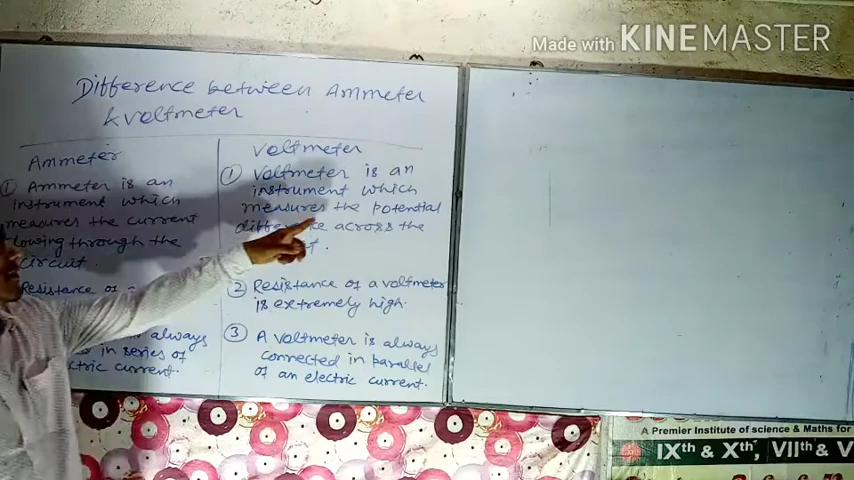 Made with KINEMASTER
Difference between Ammeter
& Voltmeter
Ammeter
① Ammeter is an
instrument which
measures the current
flowing through the
circuit.
Resistance of
always
in series of
electric current.
Voltmeter
① Voltmeter is an
instrument which
measures the potential
difference across the
② Resistance of a voltmeter
is extremely high.
③ A voltmeter is always
connected in parallel
of an electric current.
A Premier Institute of science & Maths for
IXth & Xth, VIIth & V